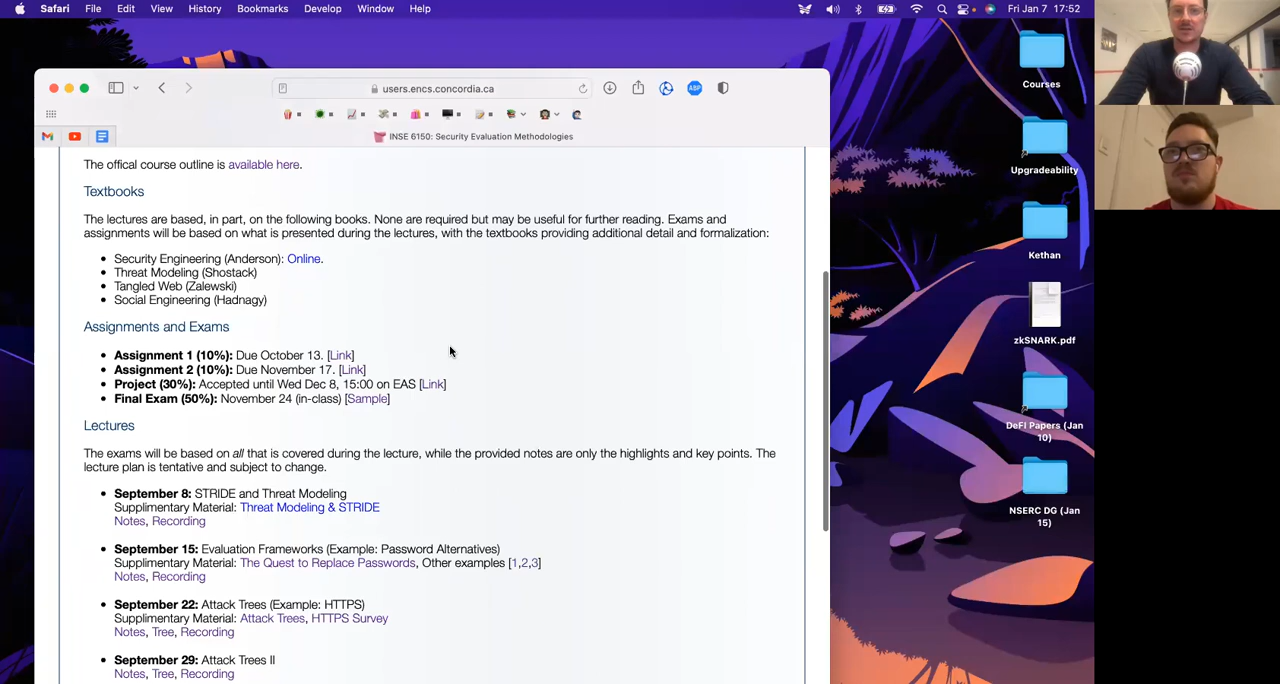 Safari File Edit View History Bookmarks Develop Window Help
Fri Jan 7 17:52
users.encs.concordia.ca
ABP
INSE 6150: Security Evaluation Methodologies
The offical course outline is available here.
Textbooks
The lectures are based, in part, on the following books. None are required but may be useful for further reading. Exams and
assignments will be based on what is presented during the lectures, with the textbooks providing additional detail and formalization:
• Security Engineering (Anderson): Online.
• Threat Modeling (Shostack)
• Tangled Web (Zalewski)
• Social Engineering (Hadnagy)
Assignments and Exams
• Assignment 1 (10%): Due October 13. [Link]
• Assignment 2 (10%): Due November 17. [Link]
• Project (30%): Accepted until Wed Dec 8, 15:00 on EAS [Link]
• Final Exam (50%): November 24 (in-class) [Sample]
Lectures
The exams will be based on all that is covered during the lecture, while the provided notes are only the highlights and key points. The
lecture plan is tentative and subject to change.
• September 8: STRIDE and Threat Modeling
Supplimentary Material: Threat Modeling & STRIDE
Notes, Recording
• September 15: Evaluation Frameworks (Example: Password Alternatives)
Supplimentary Material: The Quest to Replace Passwords, Other examples [1,2,3]
Notes, Recording
• September 22: Attack Trees (Example: HTTPS)
Supplimentary Material: Attack Trees, HTTPS Survey
Notes, Tree, Recording
• September 29: Attack Trees II
Notes, Tree, Recording
Courses
Upgradeability
Kethan
zkSNARK.pdf
DeFI Papers (Jan
10)
NSERC DG (Jan
15)